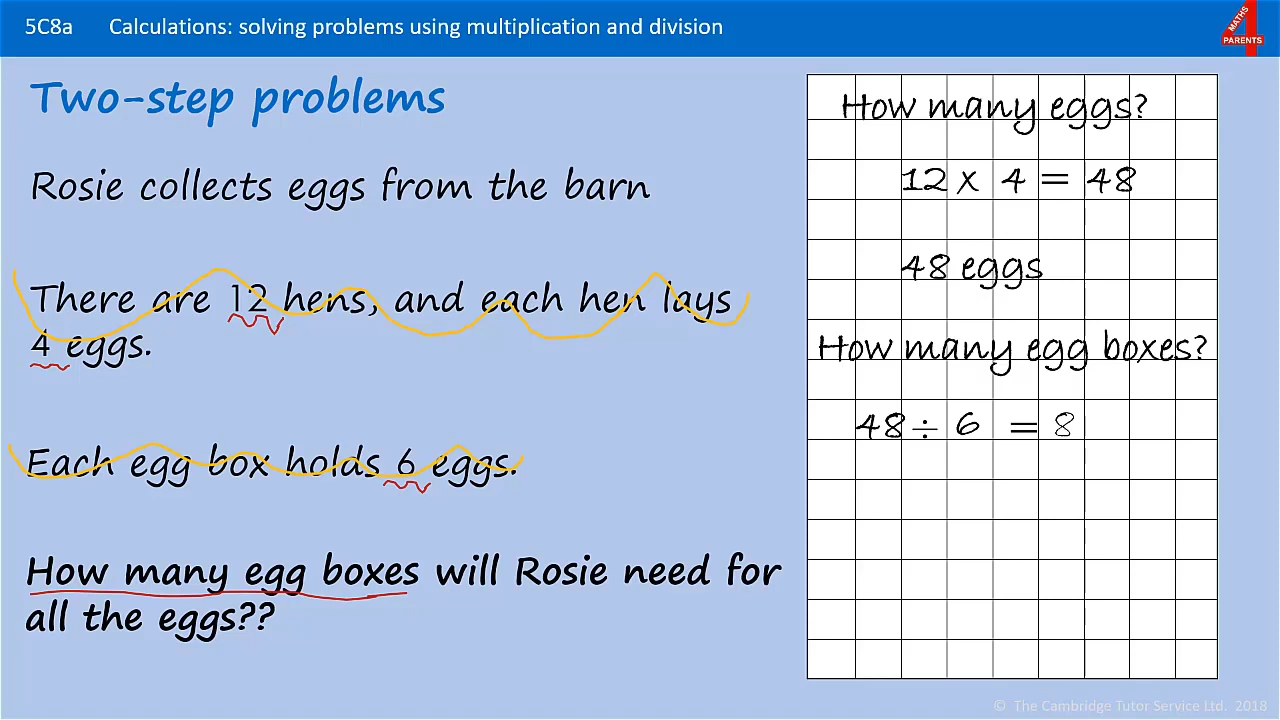 5C8a Calculations: solving problems using multiplication and division
MATHS
4
PARENTS
Two-step problems
Rosie collects eggs from the barn
There are 12 hens, and each hen lays
4 eggs.
Each egg box holds 6 eggs.
How many egg boxes will Rosie need for
all the eggs??
How many eggs?
12 x 4 = 48
48 eggs
How many egg boxes?
48 ÷ 6 = 8
© The Cambridge Tutor Service Ltd. 2018